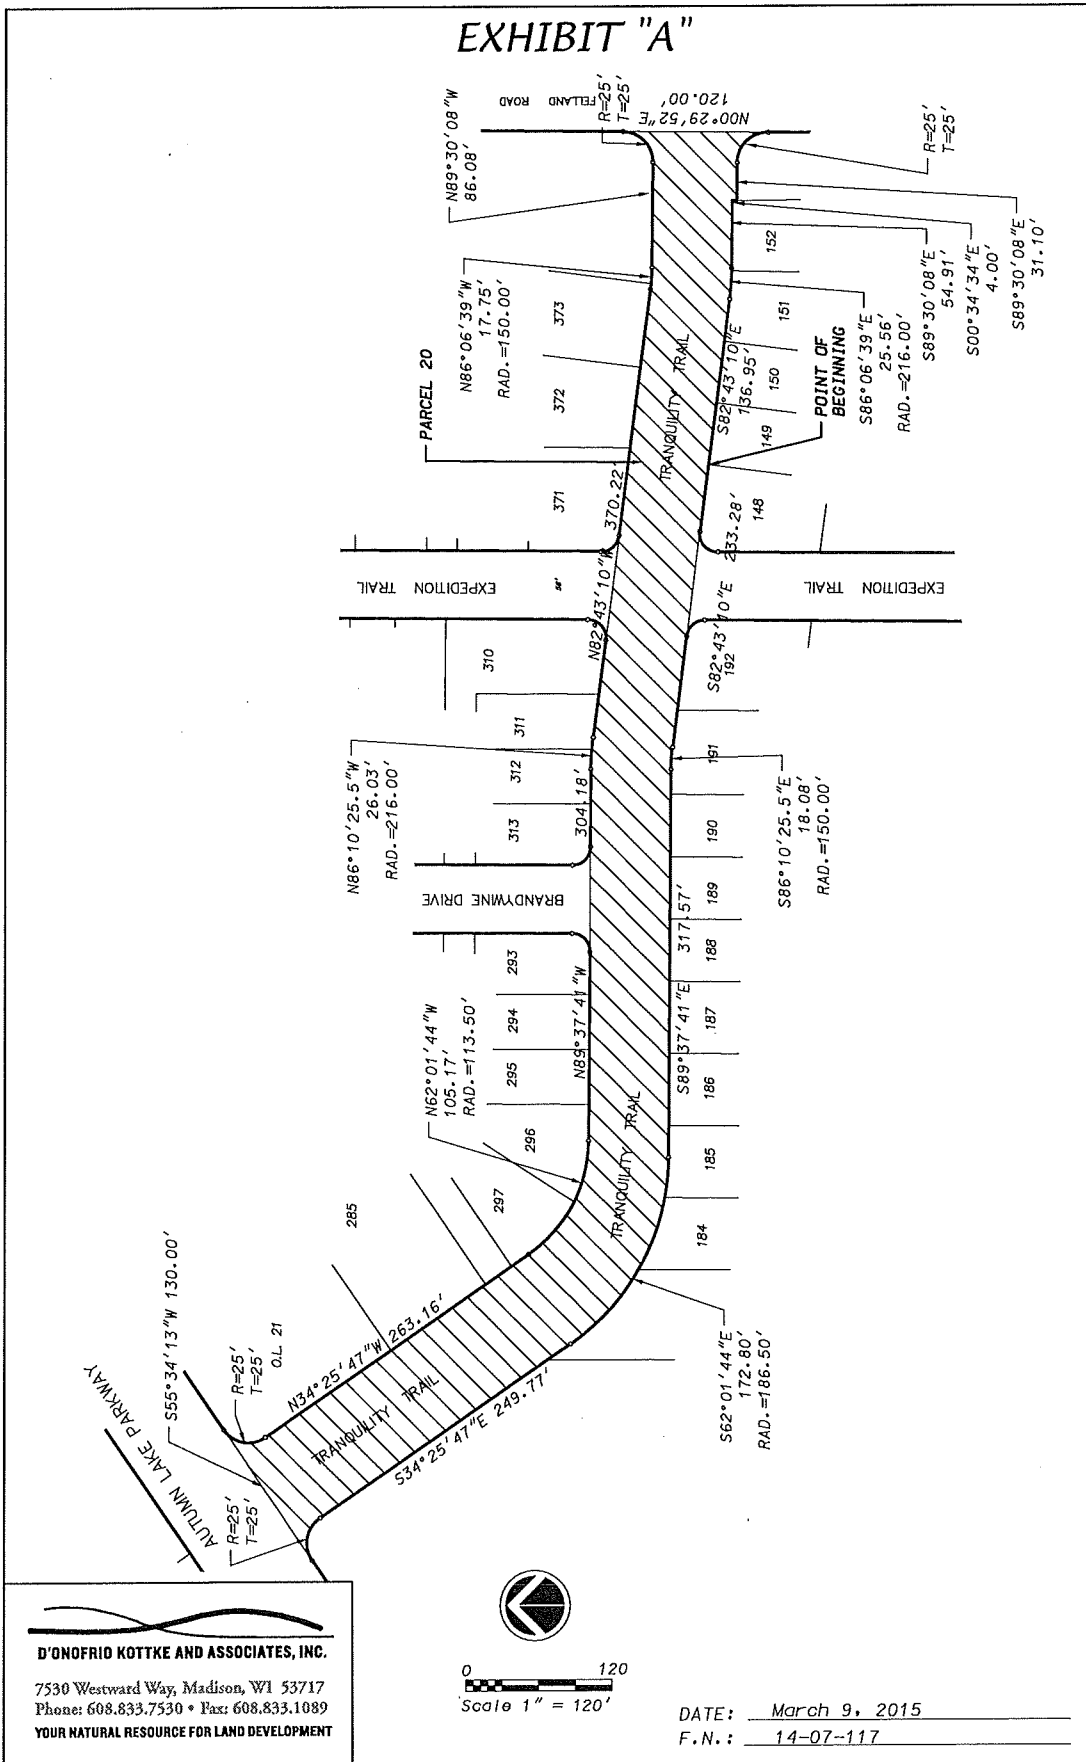 EXHIBIT "A"
FELLAND ROAD
R=25'
T=25'
N00°29'52"E
120.00'
R=25'
T=25'
N89°30'08"W
86.08'
N86°06'39"W
17.75'
RAD.=150.00'
PARCEL 20
373
372
371
152
151
150
149
148
S89°30'08"E
31.10'
S00°34'34"E
4.00'
S89°30'08"E
54.91'
S86°06'39"E
25.56'
RAD.=216.00'
POINT OF
BEGINNING
S82°43'10"E
136.95'
TRANQUILITY TRAIL
370.22'
N82°43'10"W
233.28'
S82°43'10"E
EXPEDITION TRAIL
EXPEDITION TRAIL
310
311
312
313
192
191
190
189
188
187
186
185
184
N86°10'25.5"W
26.03'
RAD.=216.00'
304.18'
N89°37'41"W
S86°10'25.5"E
18.08'
RAD.=150.00'
BRANDYWINE DRIVE
317.57'
S89°37'41"E
293
294
295
296
297
285
N62°01'44"W
105.17'
RAD.=113.50'
TRANQUILITY TRAIL
S62°01'44"E
172.80'
RAD.=186.50'
S55°34'13"W 130.00'
R=25'
T=25'
O.L 21
N34°25'47"W 263.16'
TRANQUILITY TRAIL
S34°25'47"E 249.77'
AUTUMN LAKE PARKWAY
R=25'
T=25'
D'ONOFRIO KOTTKE AND ASSOCIATES, INC.
7530 Westward Way, Madison, WI 53717
Phone: 608.833.7530 • Fax: 608.833.1089
YOUR NATURAL RESOURCE FOR LAND DEVELOPMENT
0 120
Scale 1" = 120'
DATE: March 9, 2015
F.N.: 14-07-117